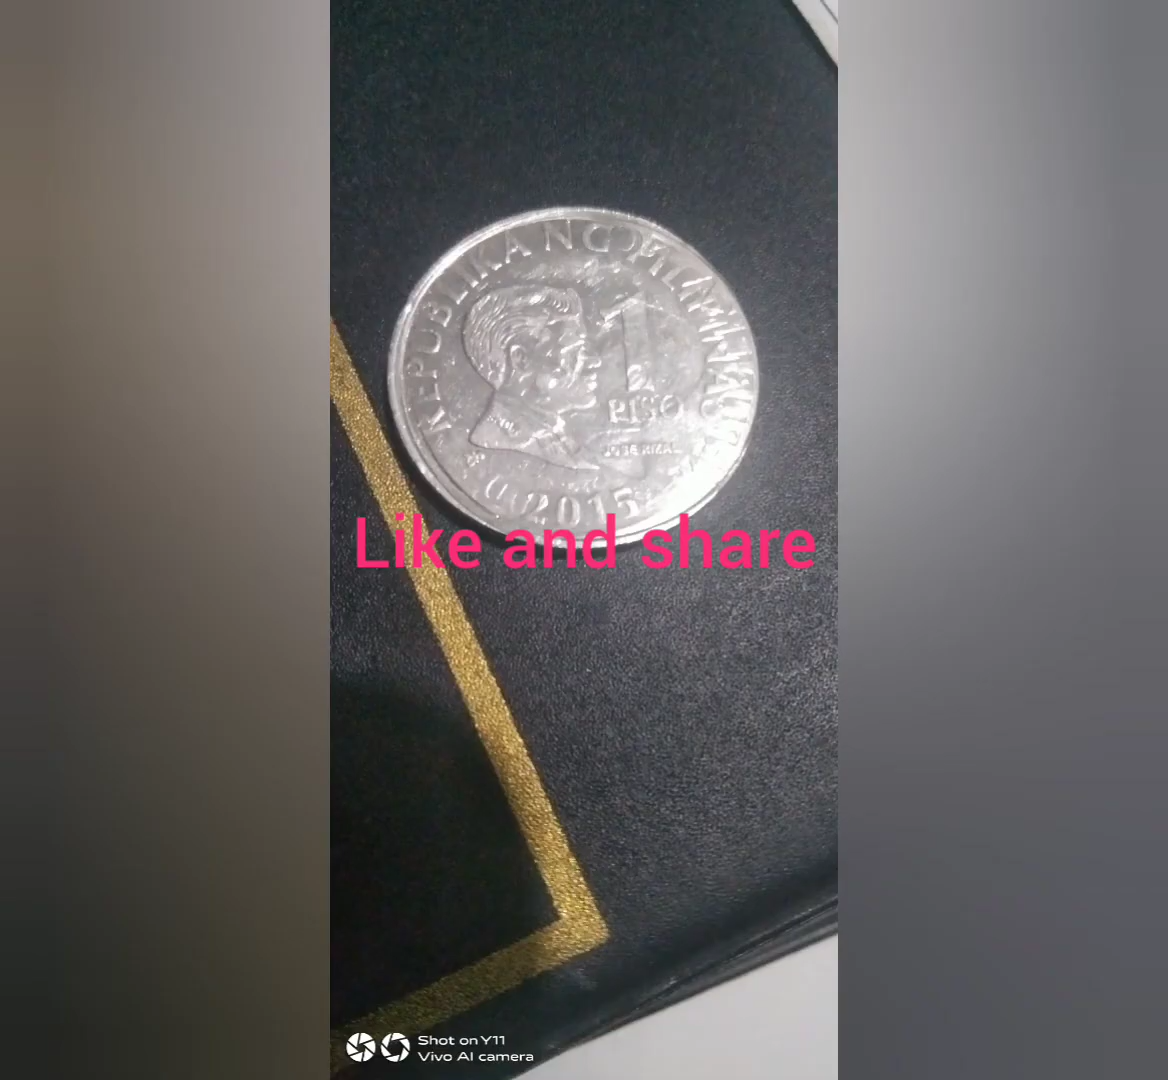 REPUBLIKA NG PILIPINAS
1
PISO
JOSE RIZAL
2015
Like and share
Shot on Y11
Vivo AI camera